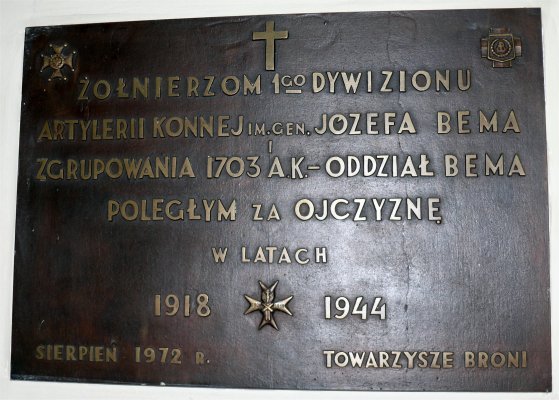 ŻOŁNIERZOM 1GO DYWIZIONU
ARTYLERII KONNEJ IM. GEN. JÓZEFA BEMA
I
ZGRUPOWANIA 1703 A.K. – ODDZIAŁ BEMA
POLEGŁYM ZA OJCZYZNĘ
W LATACH
1918 1944
SIERPIEŃ 1972 R. TOWARZYSZE BRONI